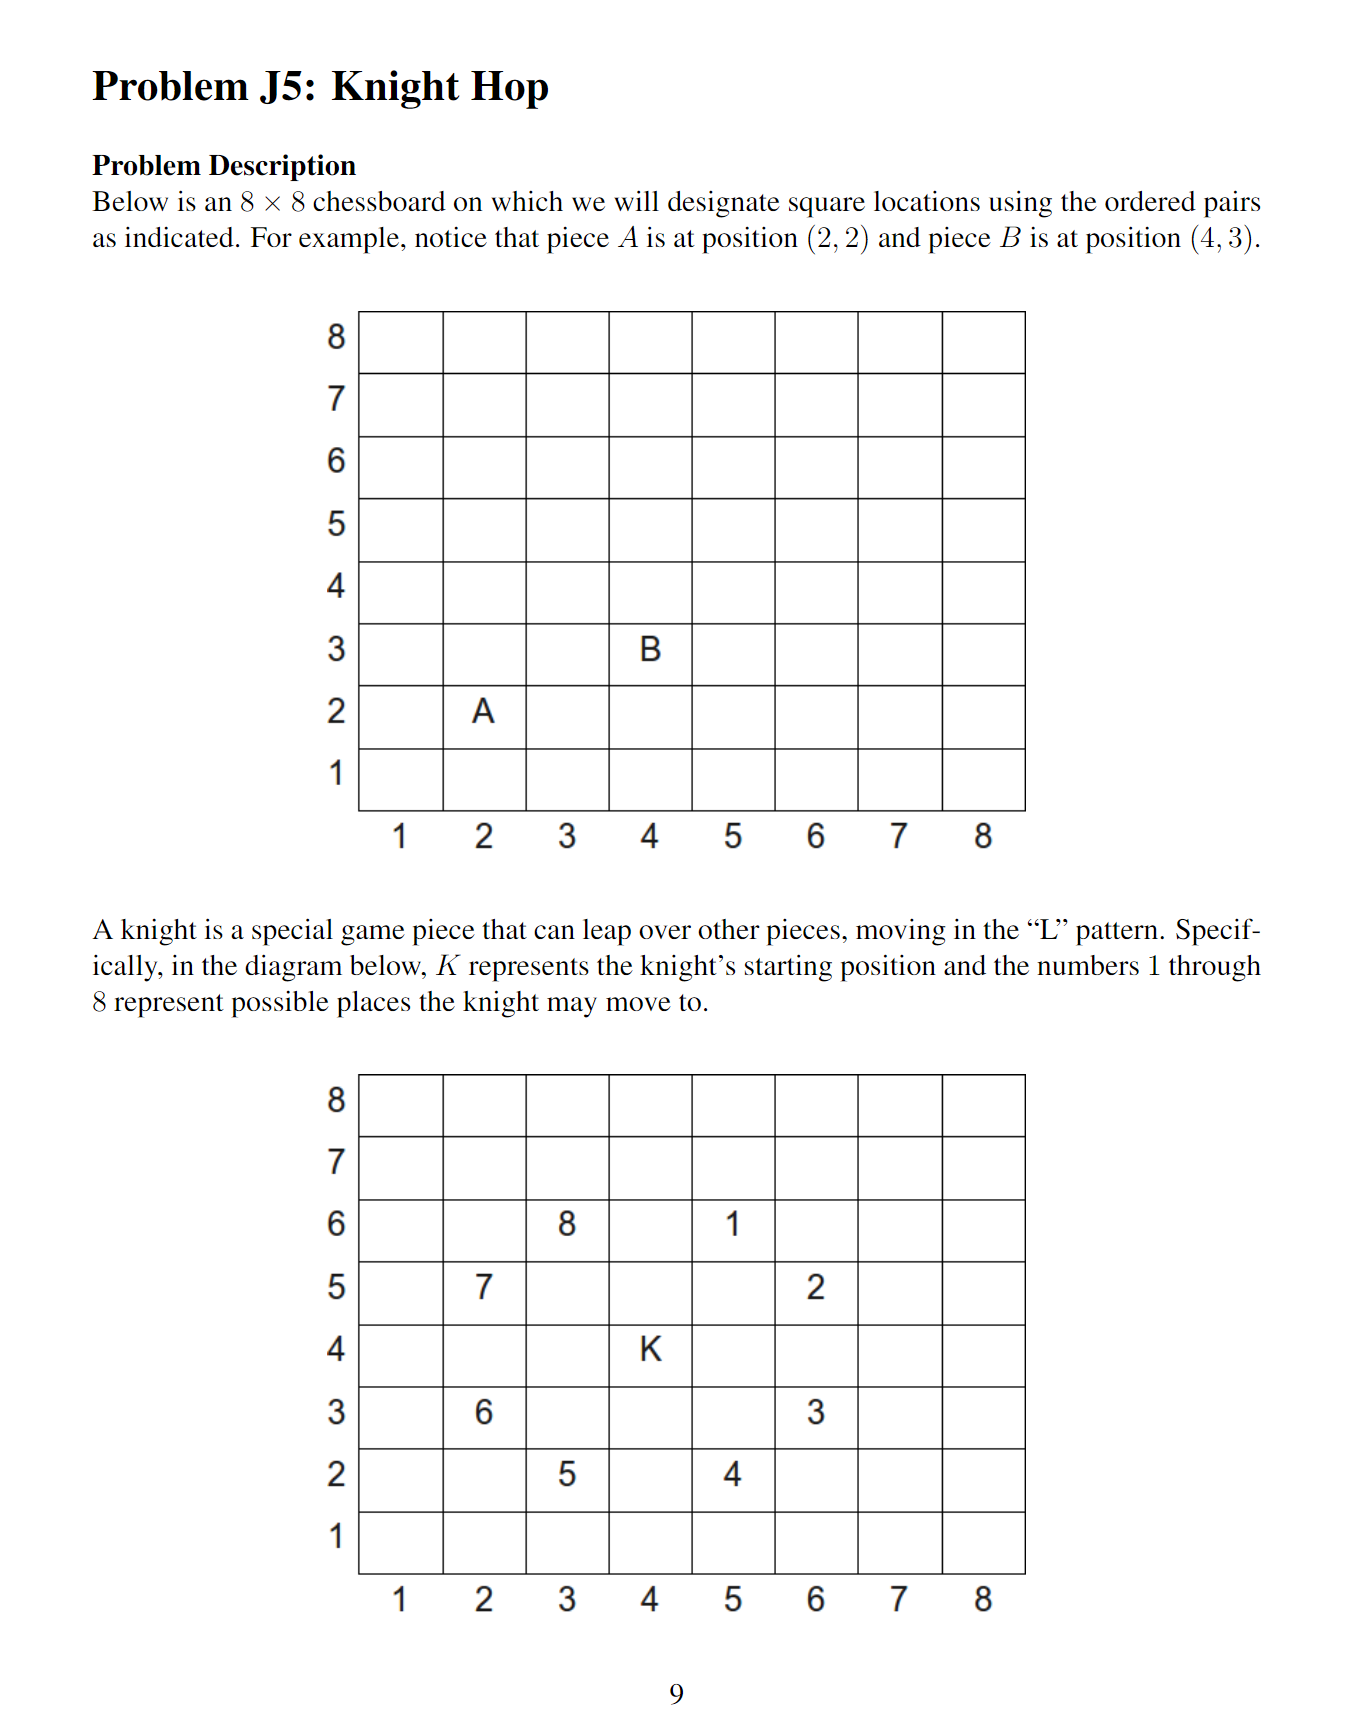 Problem J5: Knight Hop
Problem Description
Below is an 8 × 8 chessboard on which we will designate square locations using the ordered pairs
as indicated. For example, notice that piece A is at position (2, 2) and piece B is at position (4, 3).
8
7
6
5
4
3 B
2 A
1
1 2 3 4 5 6 7 8
A knight is a special game piece that can leap over other pieces, moving in the “L” pattern. Specif-
ically, in the diagram below, K represents the knight’s starting position and the numbers 1 through
8 represent possible places the knight may move to.
8
7
6 8 1
5 7 2
4 K
3 6 3
2 5 4
1
1 2 3 4 5 6 7 8
9